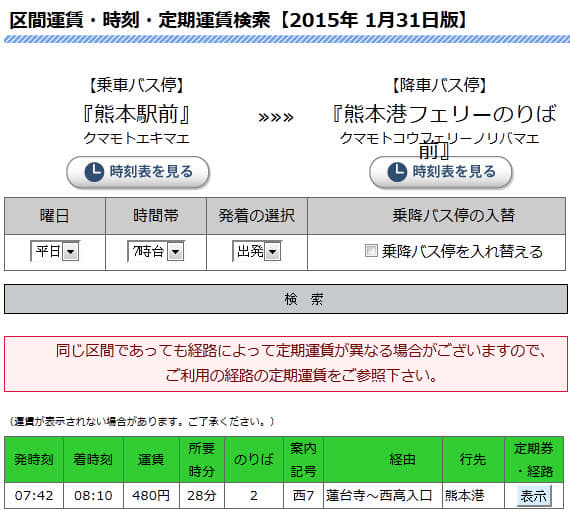 区間運賃・時刻・定期運賃検索【2015年 1月31日版】
【乗車バス停】
『熊本駅前』
クマモトエキマエ
時刻表を見る
»»
【降車バス停】
『熊本港フェリーのりば
前』
クマモトコウフェリーノリバマエ
時刻表を見る
曜日 時間帯 発着の選択 乗降バス停の入替
平日 7時台 出発 乗降バス停を入れ替える
検 索
同じ区間であっても経路によって定期運賃が異なる場合がございますので、
ご利用の経路の定期運賃をご参照下さい。
(運賃が表示されない場合があります。ご了承ください。)
発時刻 着時刻 運賃 所要時分 のりば 案内記号 経由 行先 定期券・経路
07:42 08:10 480円 28分 2 西7 蓮台寺～西高入口 熊本港 表示